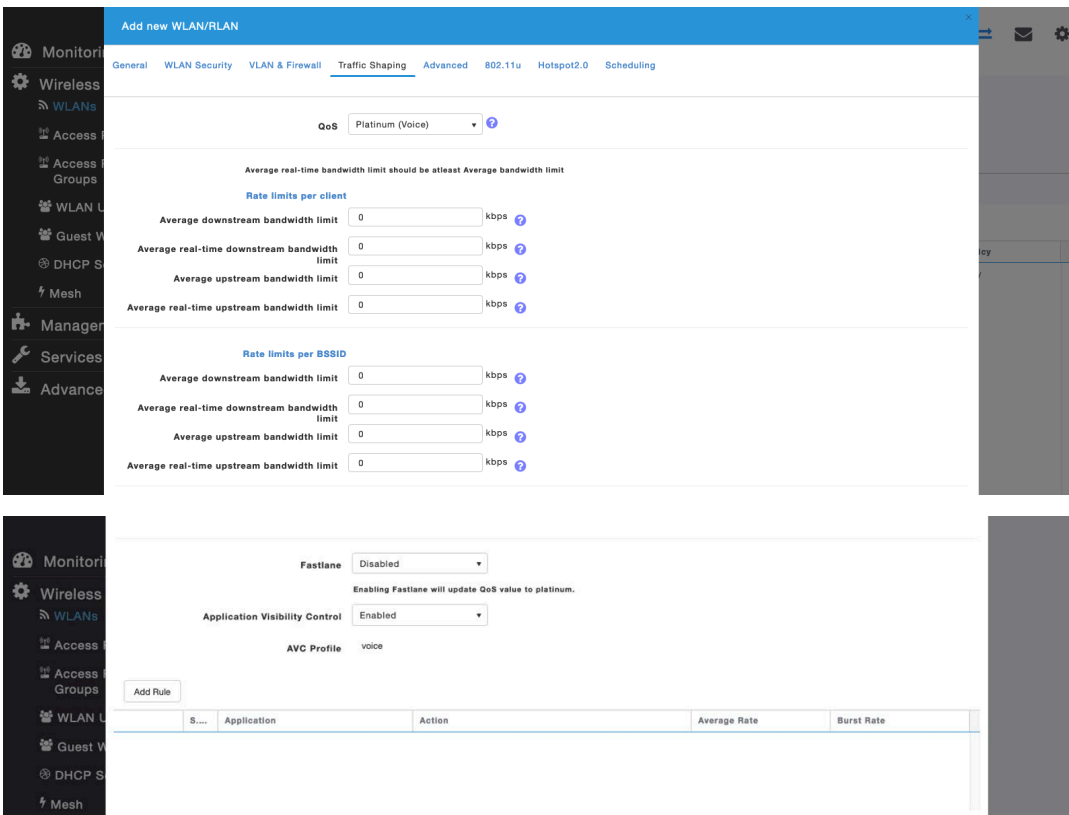 Add new WLAN/RLAN
×
Monitori
General WLAN Security VLAN & Firewall Traffic Shaping Advanced 802.11u Hotspot2.0 Scheduling
Wireless
WLANs
Access
Access
Groups
WLAN U
Guest W
DHCP S
Mesh
Manager
Services
Advance
QoS Platinum (Voice) ?
Average real-time bandwidth limit should be atleast Average bandwidth limit
Rate limits per client
Average downstream bandwidth limit 0 kbps ?
Average real-time downstream bandwidth limit 0 kbps ?
Average upstream bandwidth limit 0 kbps ?
Average real-time upstream bandwidth limit 0 kbps ?
Rate limits per BSSID
Average downstream bandwidth limit 0 kbps ?
Average real-time downstream bandwidth limit 0 kbps ?
Average upstream bandwidth limit 0 kbps ?
Average real-time upstream bandwidth limit 0 kbps ?
icy
Monitori
Wireless
WLANs
Access
Access
Groups
WLAN U
Guest W
DHCP S
Mesh
Fastlane Disabled
Enabling Fastlane will update QoS value to platinum.
Application Visibility Control Enabled
AVC Profile voice
Add Rule
S.... Application Action Average Rate Burst Rate